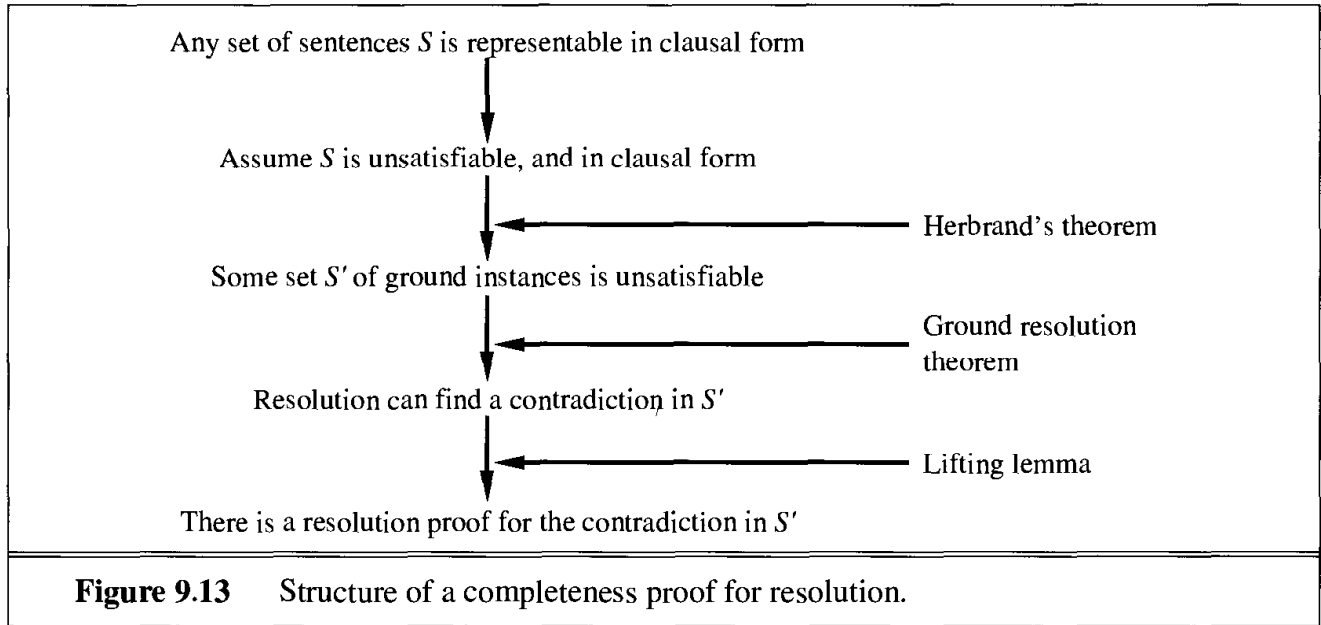 Any set of sentences S is representable in clausal form
Assume S is unsatisfiable, and in clausal form
Herbrand's theorem
Some set S' of ground instances is unsatisfiable
Ground resolution
theorem
Resolution can find a contradiction in S'
Lifting lemma
There is a resolution proof for the contradiction in S'
Figure 9.13 Structure of a completeness proof for resolution.